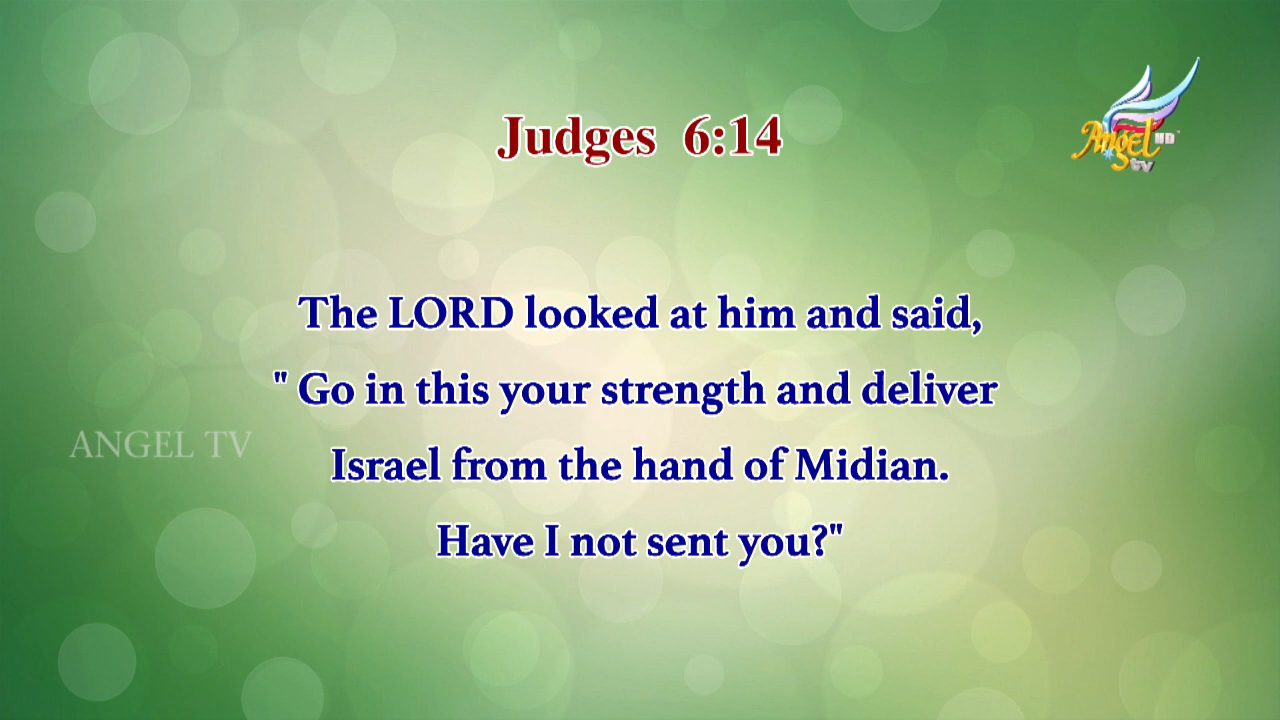 Judges 6:14
Angel HD
tv
The LORD looked at him and said,
" Go in this your strength and deliver
ANGEL TV
Israel from the hand of Midian.
Have I not sent you?"